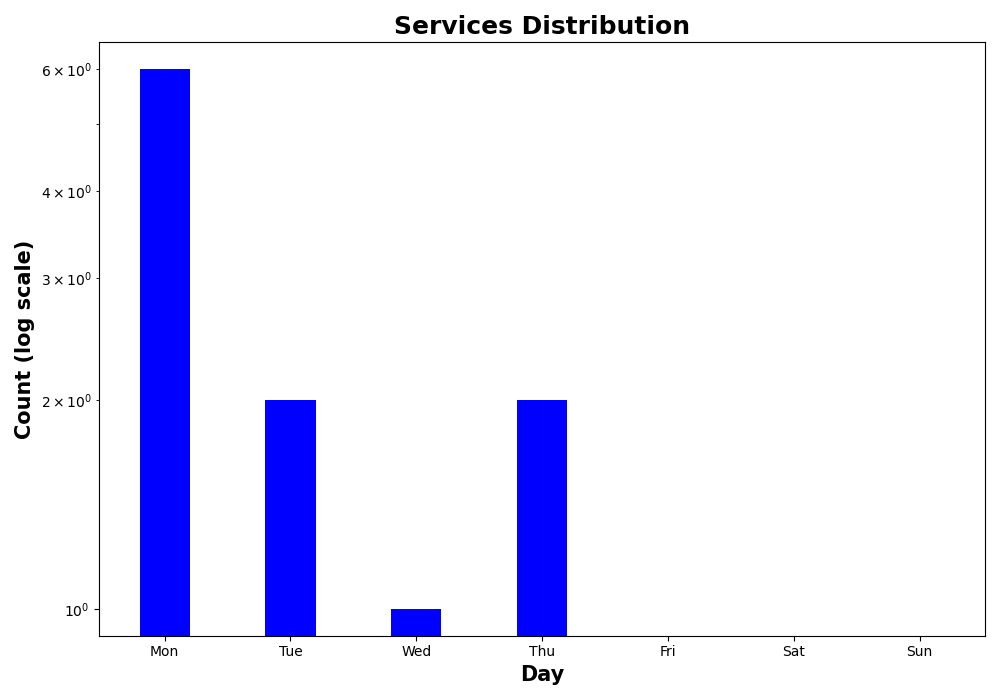 Services Distribution
Count (log scale)
6 × 10⁰
4 × 10⁰
3 × 10⁰
2 × 10⁰
10⁰
Mon Tue Wed Thu Fri Sat Sun
Day